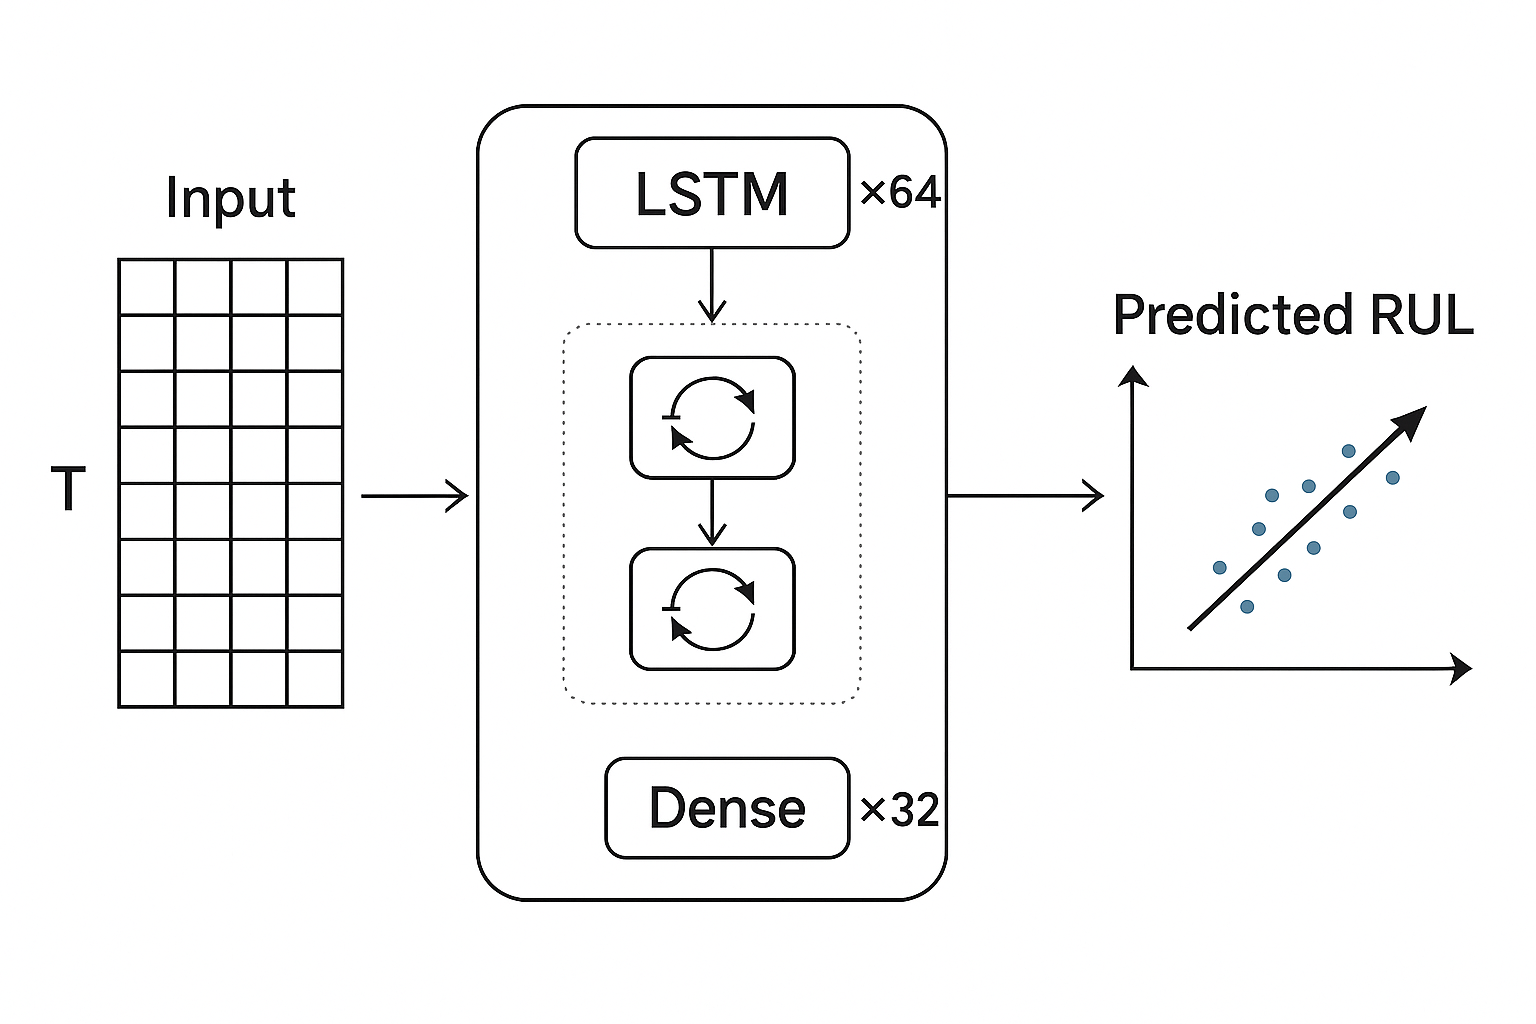 Input
T
LSTM
×64
Dense
×32
Predicted RUL